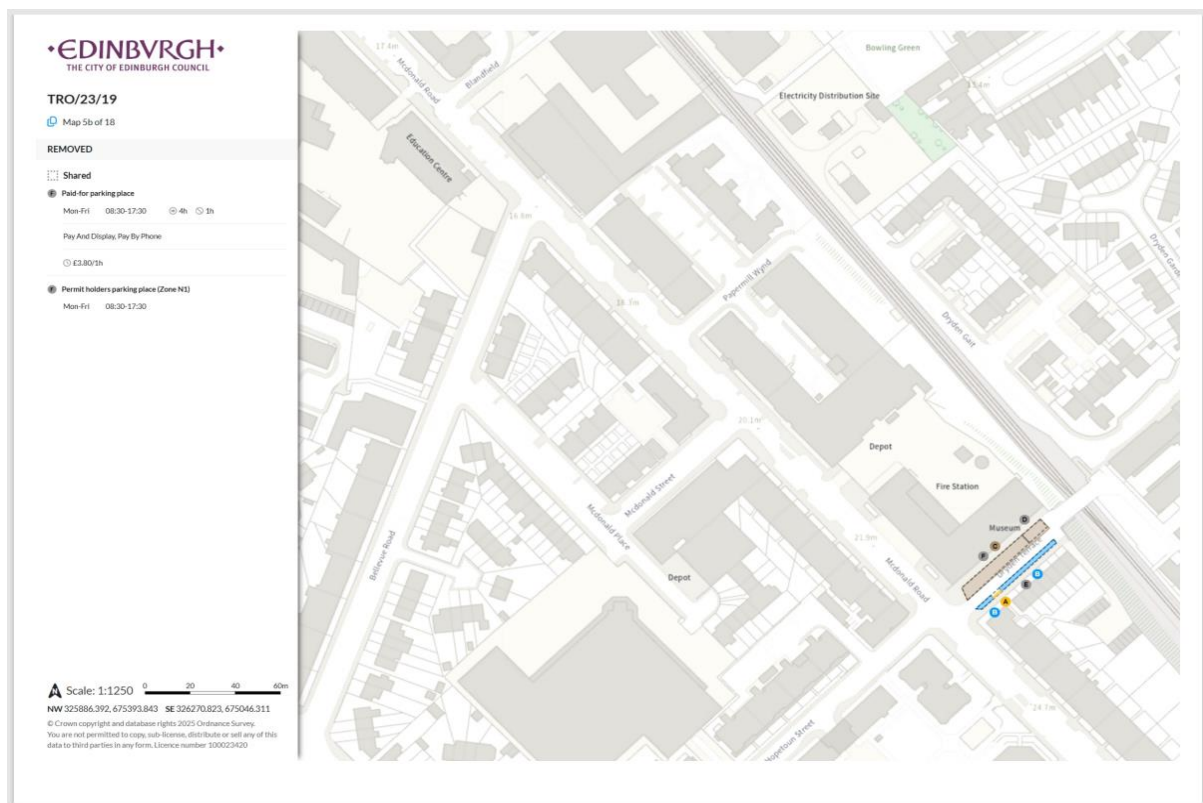 EDINBVRGH
THE CITY OF EDINBURGH COUNCIL
TRO/23/19
Map 5b of 18
REMOVED
Shared
F Paid-for parking place
Mon-Fri 08:30-17:30 4h 1h
Pay And Display, Pay By Phone
£3.80/1h
F Permit holders parking place (Zone N1)
Mon-Fri 08:30-17:30
N Scale: 1:1250 0 20 40 60m
NW 325886.392, 675393.843 SE 326270.823, 675046.311
© Crown copyright and database rights 2025 Ordnance Survey.
You are not permitted to copy, sub-license, distribute or sell any of this
data to third parties in any form. Licence number 100023420
17.4m
Mcdonald Road
Blandfield
Bowling Green
Electricity Distribution Site
Education Centre
Dryden Gait
Papermill Wynd
20.1m
Depot
Fire Station
Mcdonald Street
Mcdonald Place
Bellevue Road
Depot
21.9m
Mcdonald Road
Museum
D
C
F
B
E
A
B
24.7m